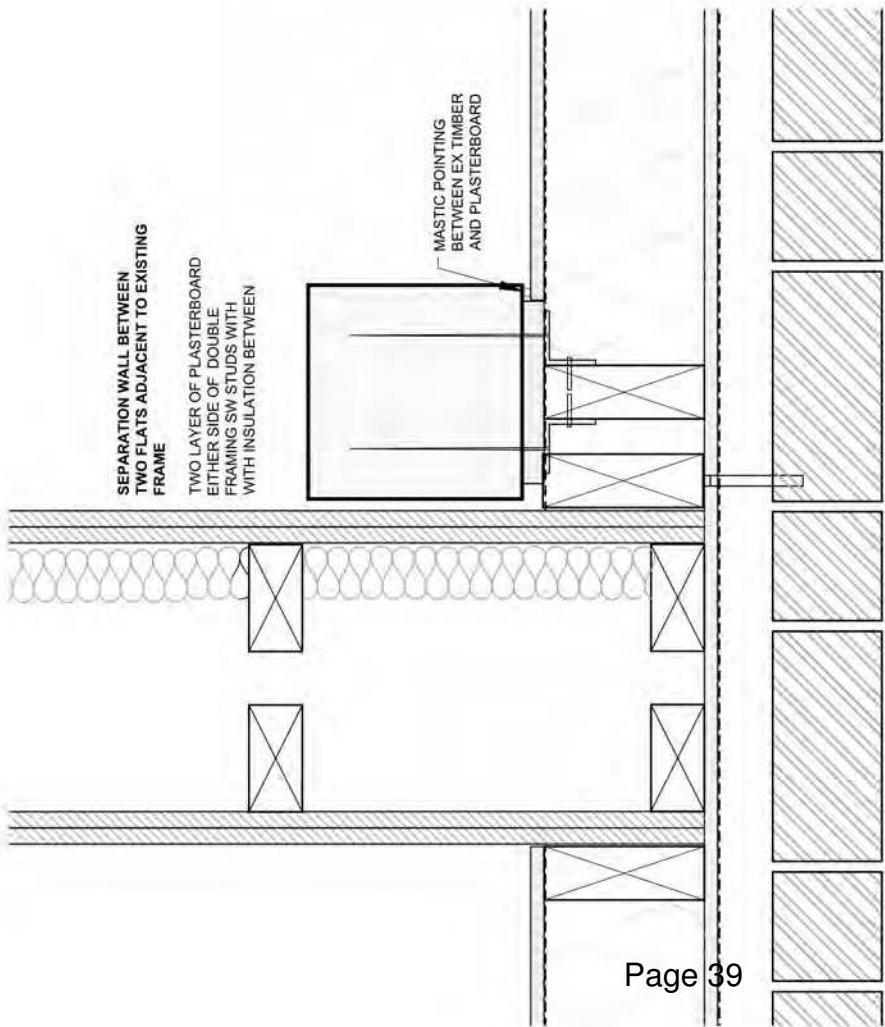 SEPARATION WALL BETWEEN
TWO FLATS ADJACENT TO EXISTING
FRAME
TWO LAYER OF PLASTERBOARD
EITHER SIDE OF DOUBLE
FRAMING SW STUDS WITH
WITH INSULATION BETWEEN
MASTIC POINTING
BETWEEN EX TIMBER
AND PLASTERBOARD
Page 39